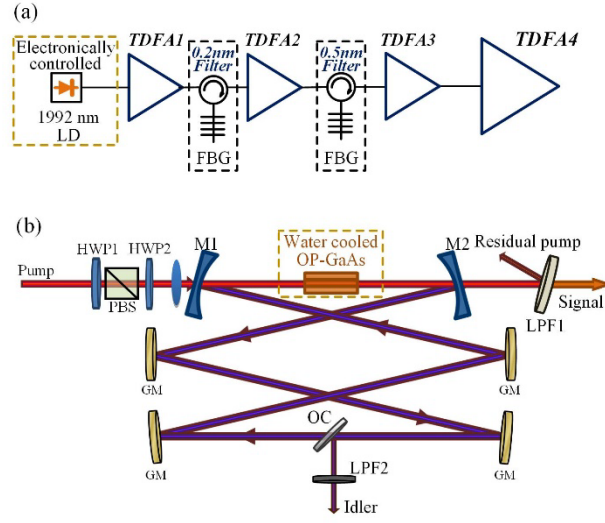 (a)
TDFA1
0.2nm
Filter
TDFA2
0.5nm
Filter
TDFA3
TDFA4
Electronically
controlled
1992 nm
LD
FBG
FBG
(b)
Pump
HWP1
PBS
HWP2
M1
Water cooled
OP-GaAs
M2
Residual pump
Signal
LPF1
GM
GM
GM
OC
LPF2
GM
Idler